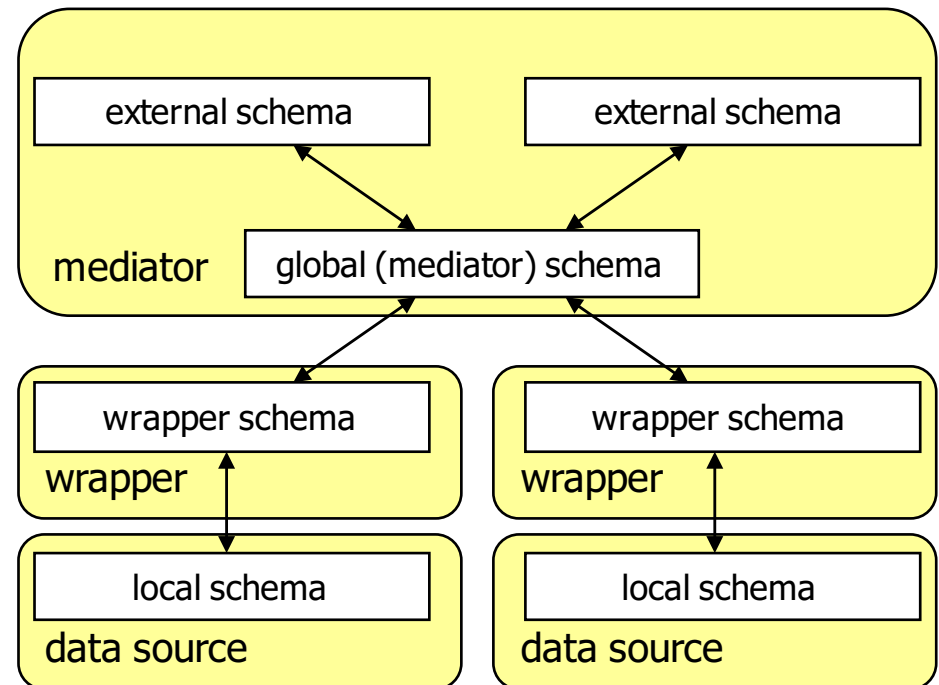 external schema
external schema
mediator
global (mediator) schema
wrapper schema
wrapper
wrapper schema
wrapper
local schema
data source
local schema
data source